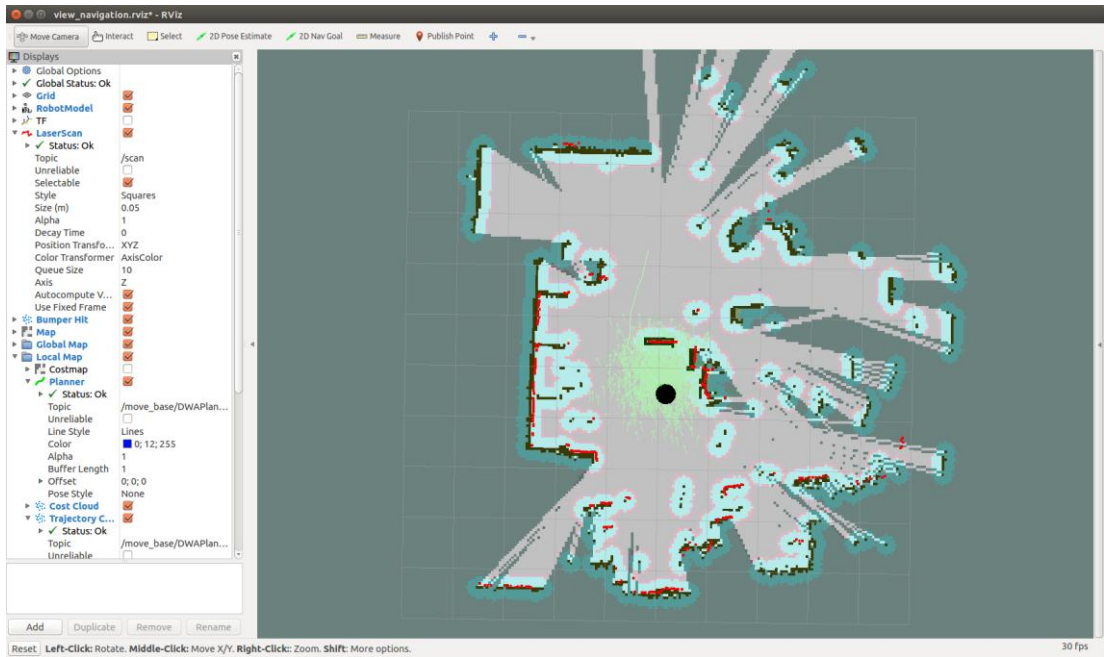 view_navigation.rviz* - RViz
Move Camera Interact Select 2D Pose Estimate 2D Nav Goal Measure Publish Point
Displays
Global Options
Global Status: Ok
Grid
RobotModel
TF
LaserScan
Status: Ok
Topic /scan
Unreliable
Selectable
Style Squares
Size (m) 0.05
Alpha 1
Decay Time 0
Position Transfo... XYZ
Color Transformer AxisColor
Queue Size 10
Axis Z
Autocompute V...
Use Fixed Frame
Bumper Hit
Map
Global Map
Local Map
Costmap
Planner
Status: Ok
Topic /move_base/DWAPlan...
Unreliable
Line Style Lines
Color 0; 12; 255
Alpha 1
Buffer Length 1
Offset 0; 0; 0
Pose Style None
Cost Cloud
Trajectory C...
Status: Ok
Topic /move_base/DWAPlan...
Unreliable
Add Duplicate Remove Rename
Reset Left-Click: Rotate. Middle-Click: Move X/Y. Right-Click:: Zoom. Shift: More options. 30 fps